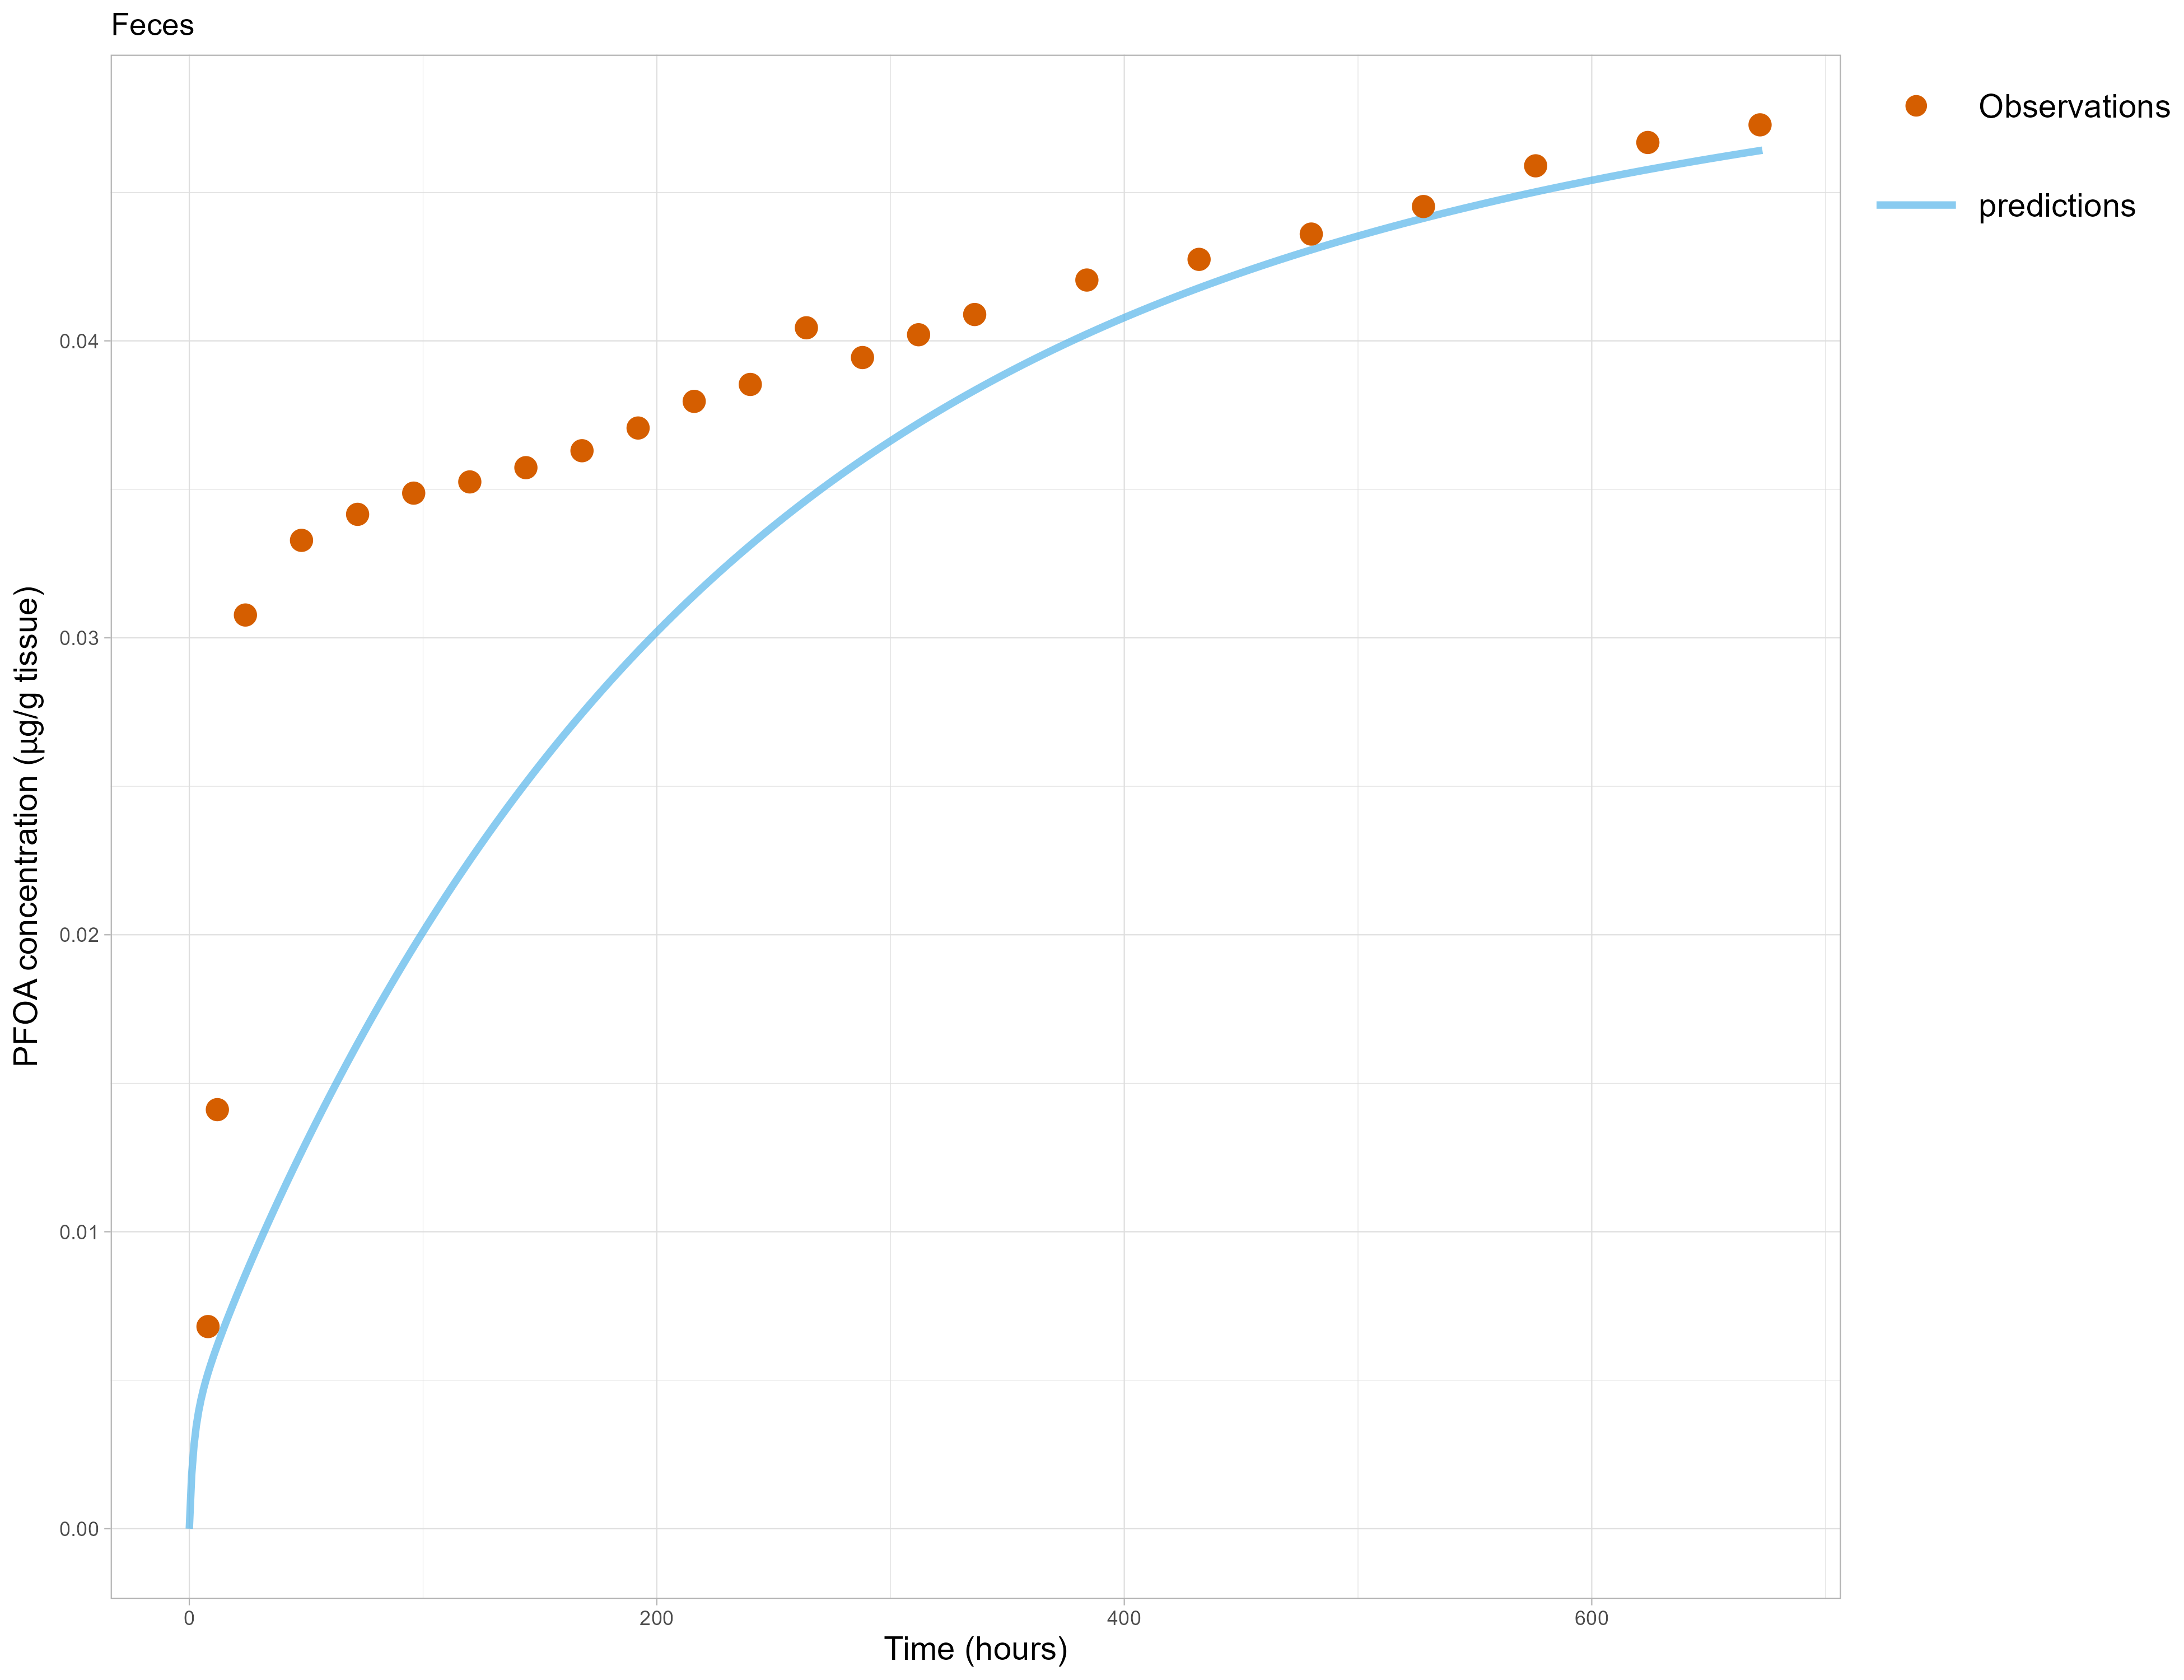 Feces
Observations
predictions
PFOA concentration (µg/g tissue)
0.04
0.03
0.02
0.01
0.00
0
200
400
600
Time (hours)